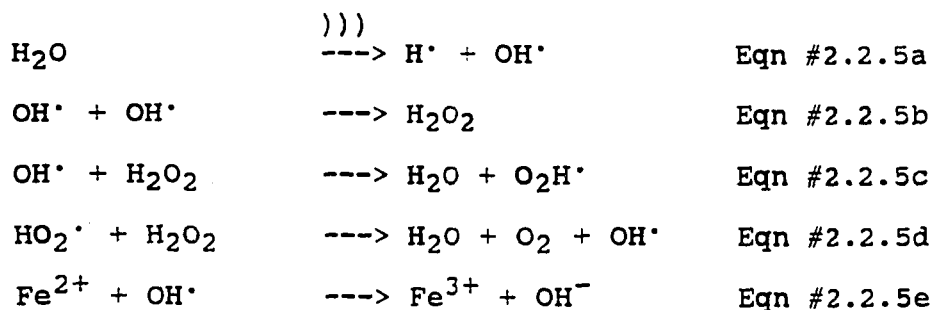 )))
H₂O ---> H· + OH· Eqn #2.2.5a
OH· + OH· ---> H₂O₂ Eqn #2.2.5b
OH· + H₂O₂ ---> H₂O + O₂H· Eqn #2.2.5c
HO₂· + H₂O₂ ---> H₂O + O₂ + OH· Eqn #2.2.5d
Fe²⁺ + OH· ---> Fe³⁺ + OH⁻ Eqn #2.2.5e